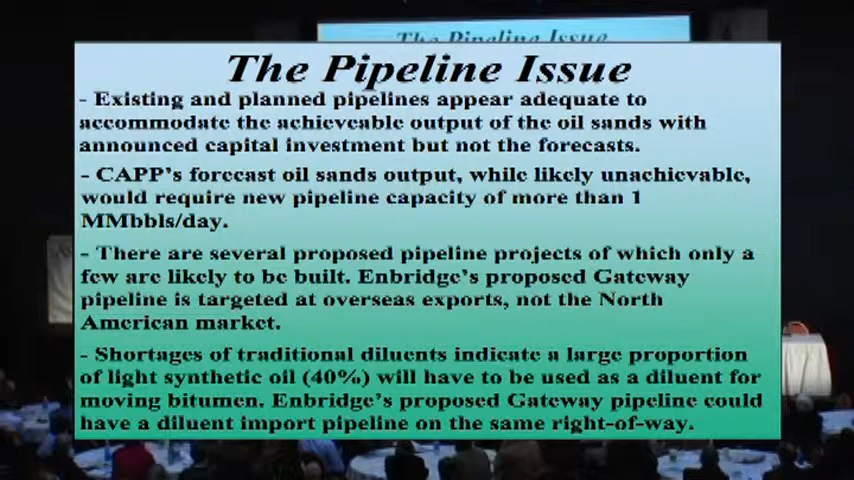 The Pipeline Issue
The Pipeline Issue
- Existing and planned pipelines appear adequate to
accommodate the achieveable output of the oil sands with
announced capital investment but not the forecasts.
- CAPP's forecast oil sands output, while likely unachievable,
would require new pipeline capacity of more than 1
MMbbls/day.
- There are several proposed pipeline projects of which only a
few are likely to be built. Enbridge's proposed Gateway
pipeline is targeted at overseas exports, not the North
American market.
- Shortages of traditional diluents indicate a large proportion
of light synthetic oil (40%) will have to be used as a diluent for
moving bitumen. Enbridge's proposed Gateway pipeline could
have a diluent import pipeline on the same right-of-way.